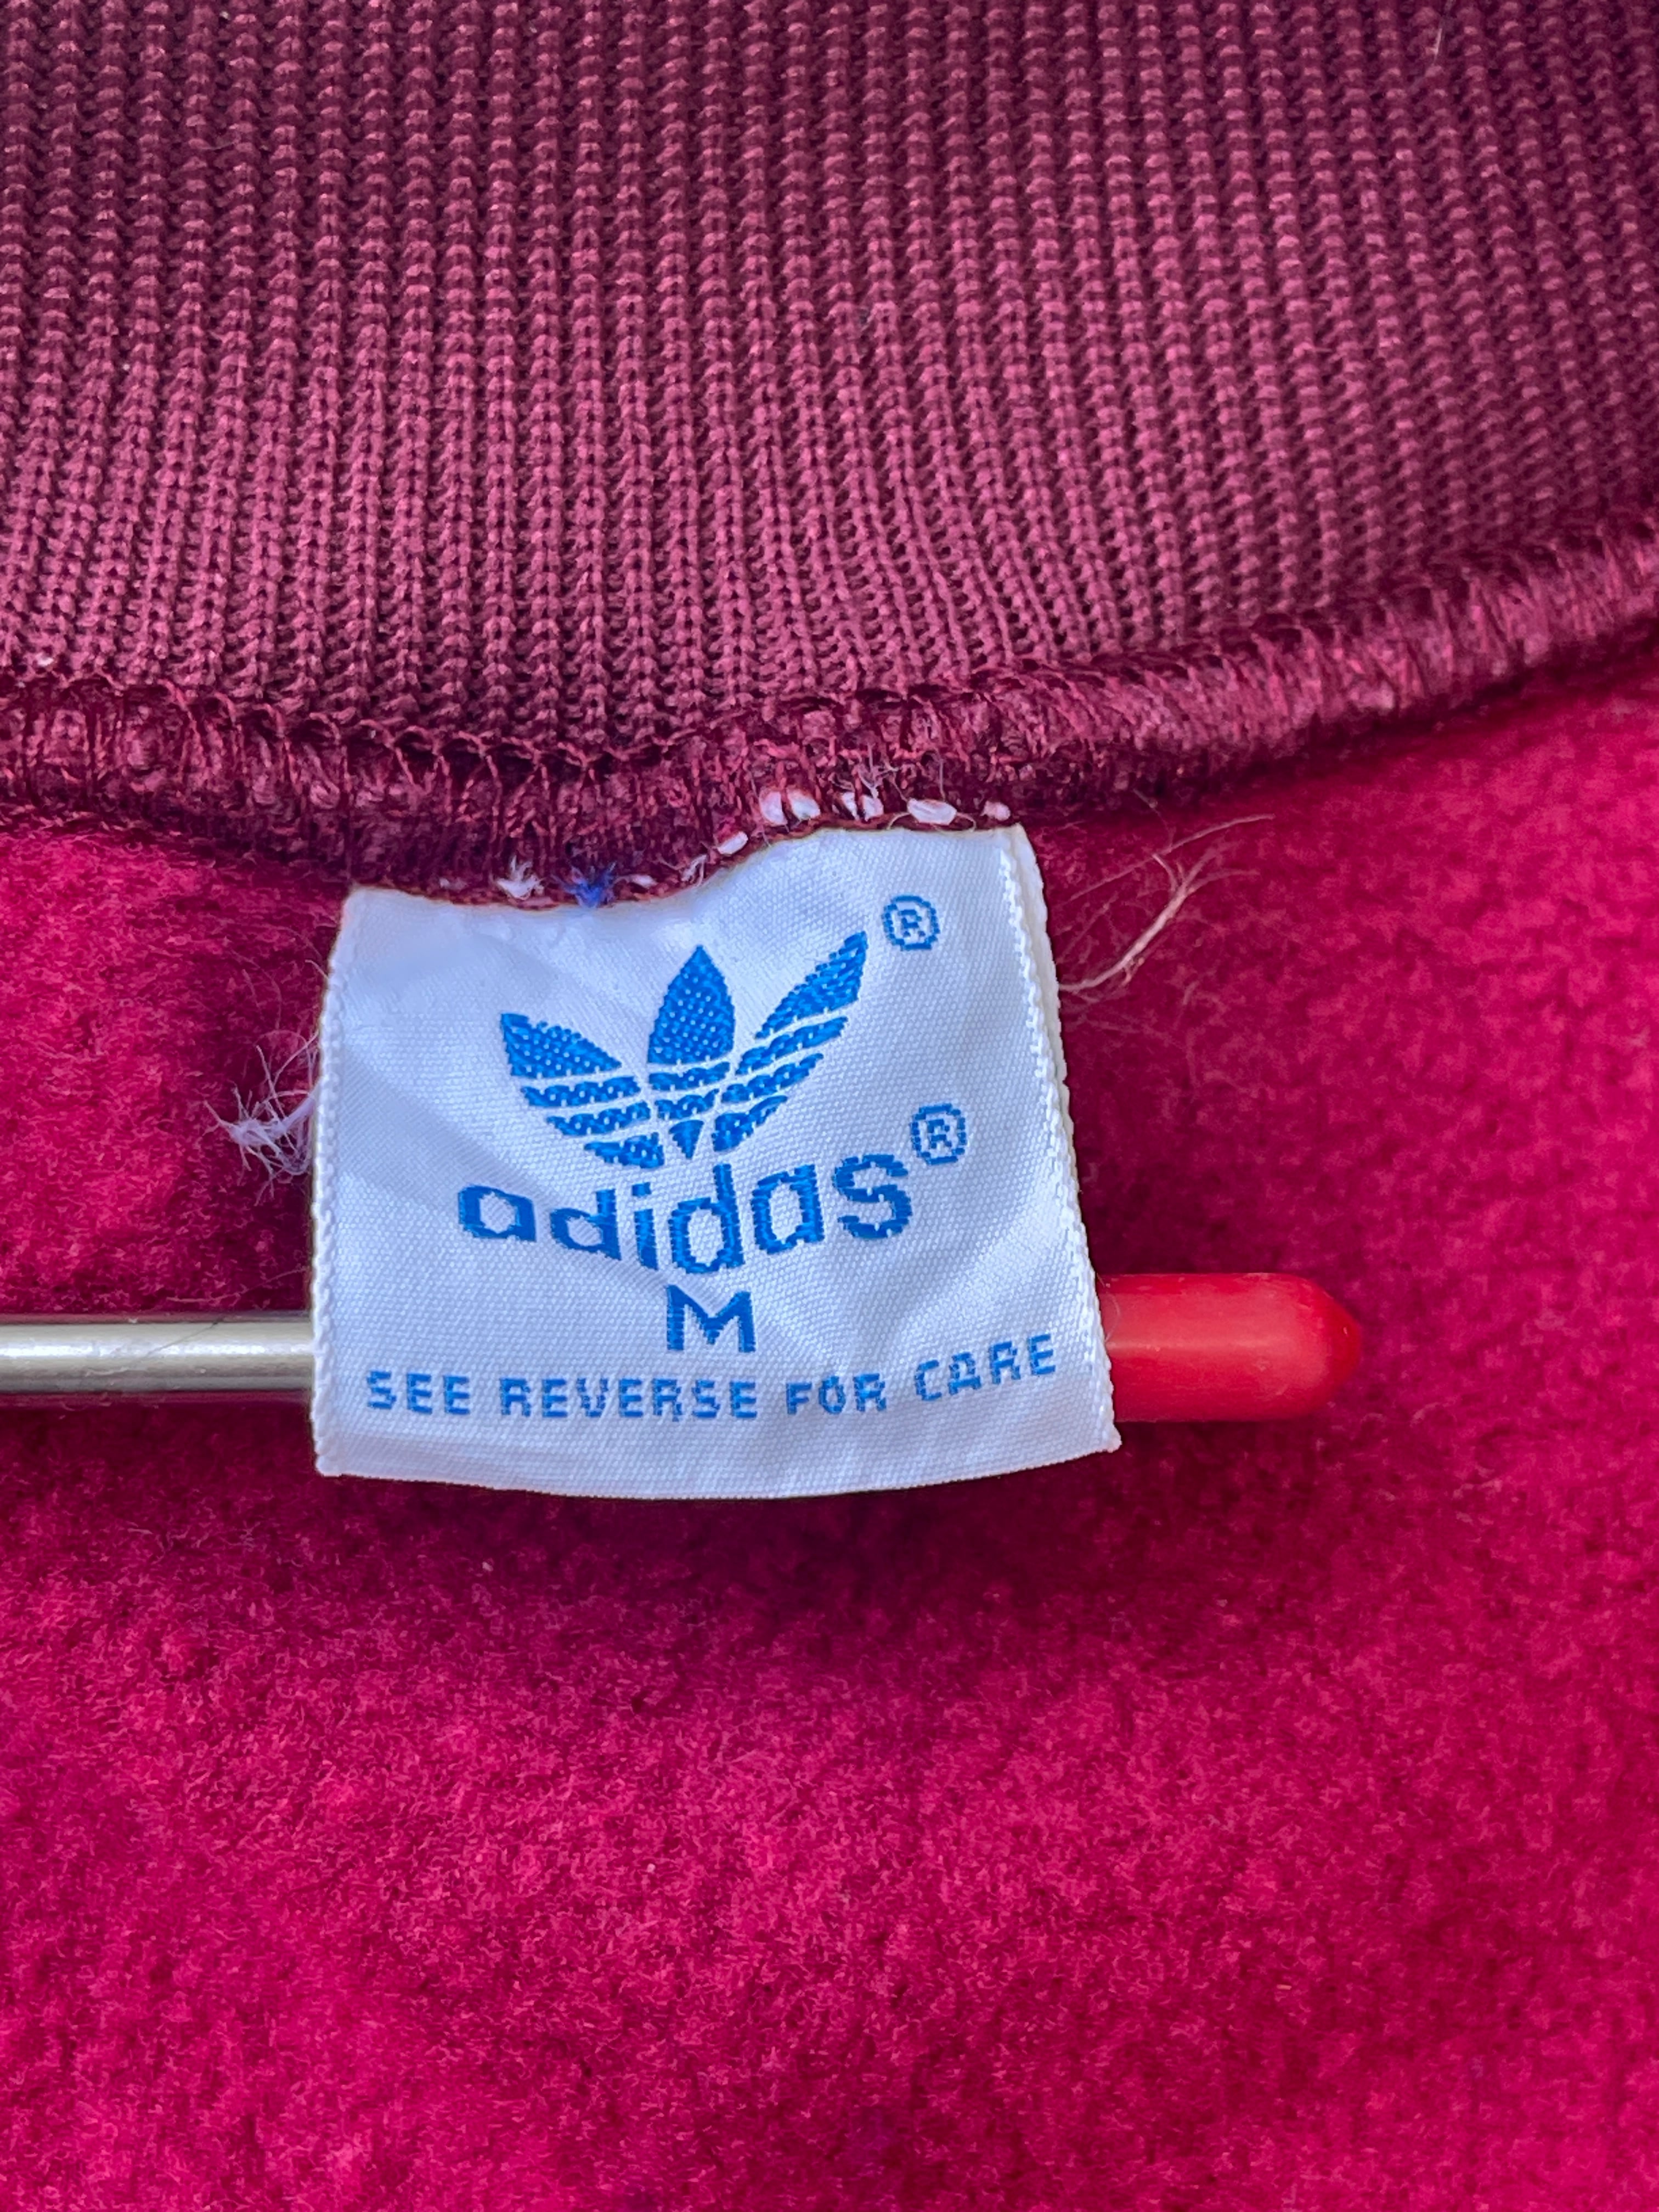 ®
adidas®
M
SEE REVERSE FOR CARE